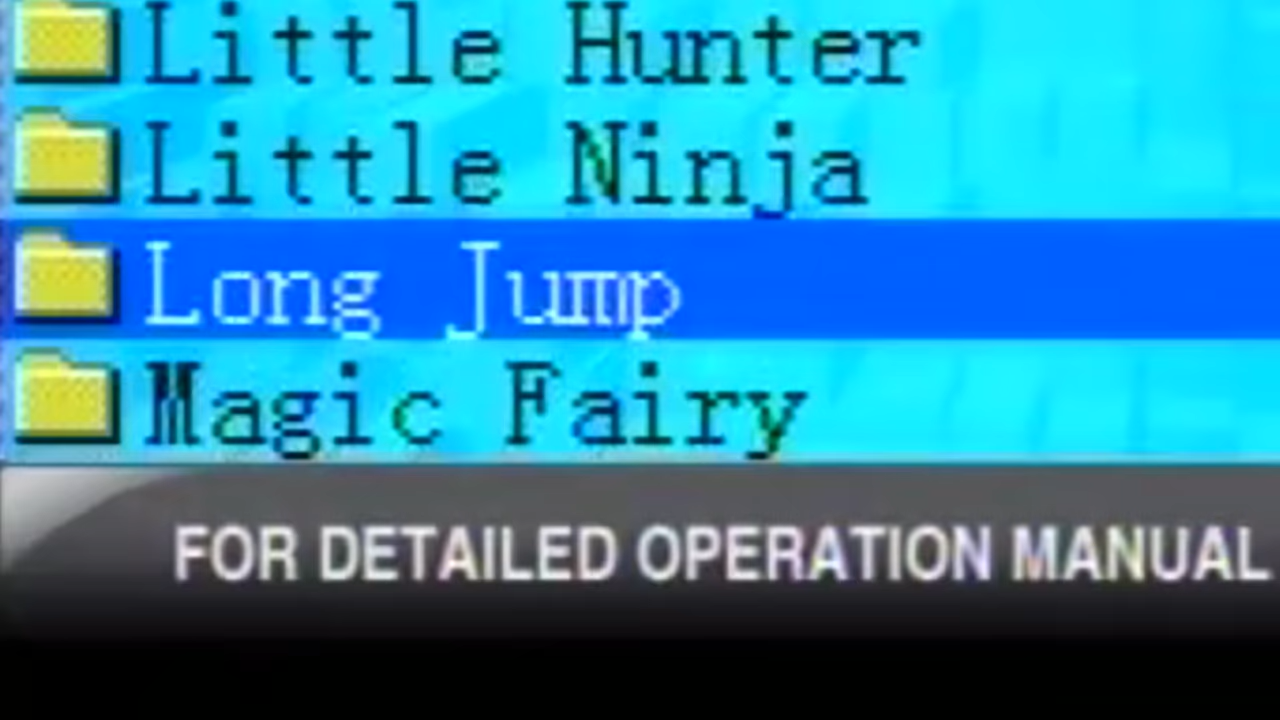 Little Hunter
Little Ninja
Long Jump
Magic Fairy
FOR DETAILED OPERATION MANUAL